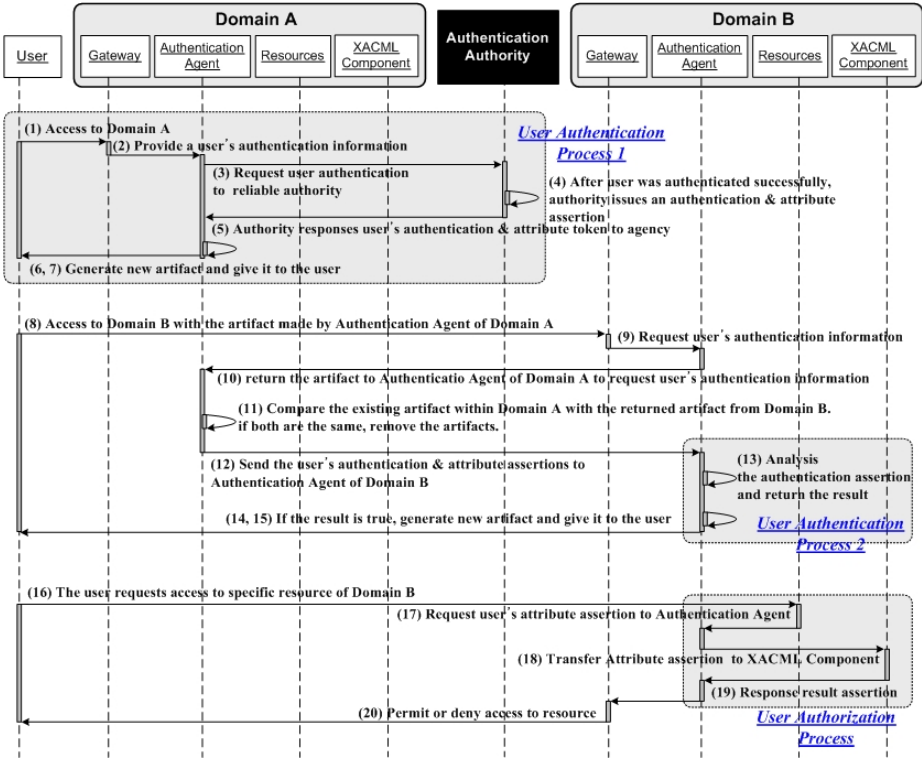 Domain A
Domain B
User
Gateway
Authentication
Agent
Resources
XACML
Component
Authentication
Authority
Gateway
Authentication
Agent
Resources
XACML
Component
(1) Access to Domain A
(2) Provide a user's authentication information
User Authentication
Process 1
(3) Request user authentication
to reliable authority
(4) After user was authenticated successfully,
authority issues an authentication & attribute
assertion
(5) Authority responses user's authentication & attribute token to agency
(6, 7) Generate new artifact and give it to the user
(8) Access to Domain B with the artifact made by Authentication Agent of Domain A
(9) Request user's authentication information
(10) return the artifact to Authenticatio Agent of Domain A to request user's authentication information
(11) Compare the existing artifact within Domain A with the returned artifact from Domain B.
if both are the same, remove the artifacts.
(12) Send the user's authentication & attribute assertions to
Authentication Agent of Domain B
(13) Analysis
the authentication assertion
and return the result
(14, 15) If the result is true, generate new artifact and give it to the user
User Authentication
Process 2
(16) The user requests access to specific resource of Domain B
(17) Request user's attribute assertion to Authentication Agent
(18) Transfer Attribute assertion to XACML Component
(19) Response result assertion
(20) Permit or deny access to resource
User Authorization
Process